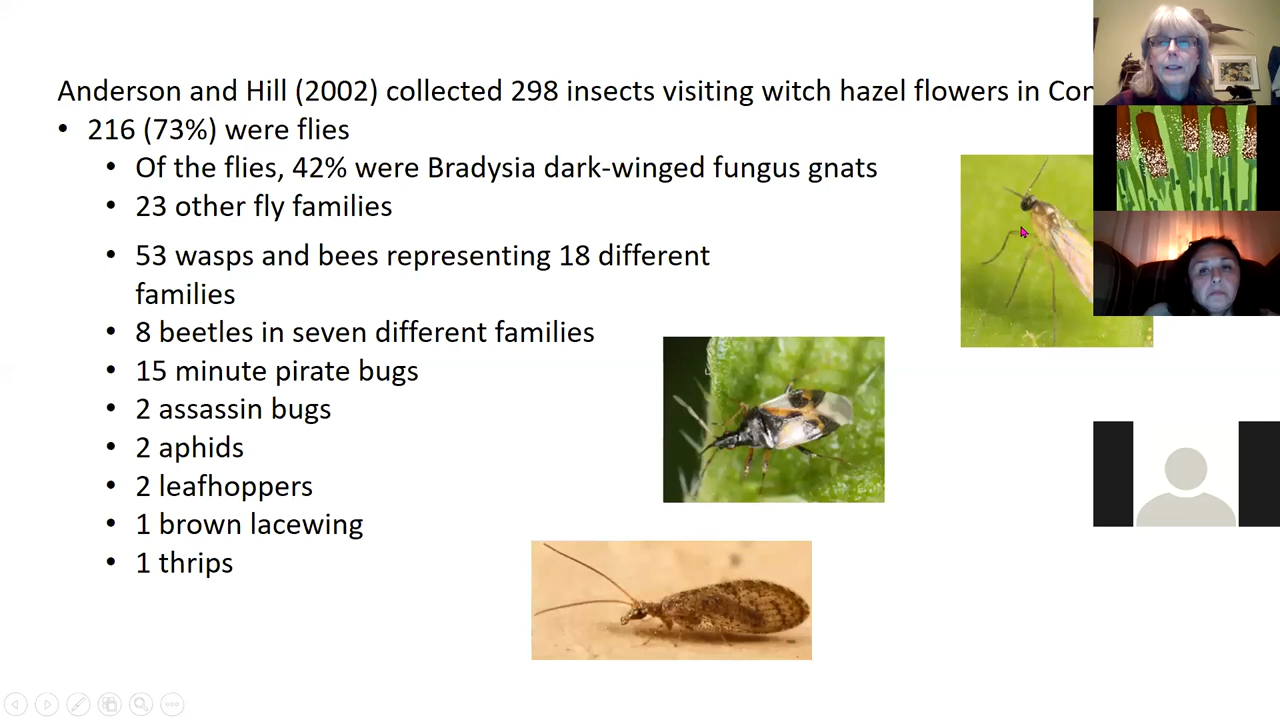 Anderson and Hill (2002) collected 298 insects visiting witch hazel flowers in Con
• 216 (73%) were flies
• Of the flies, 42% were Bradysia dark-winged fungus gnats
• 23 other fly families
• 53 wasps and bees representing 18 different
families
• 8 beetles in seven different families
• 15 minute pirate bugs
• 2 assassin bugs
• 2 aphids
• 2 leafhoppers
• 1 brown lacewing
• 1 thrips